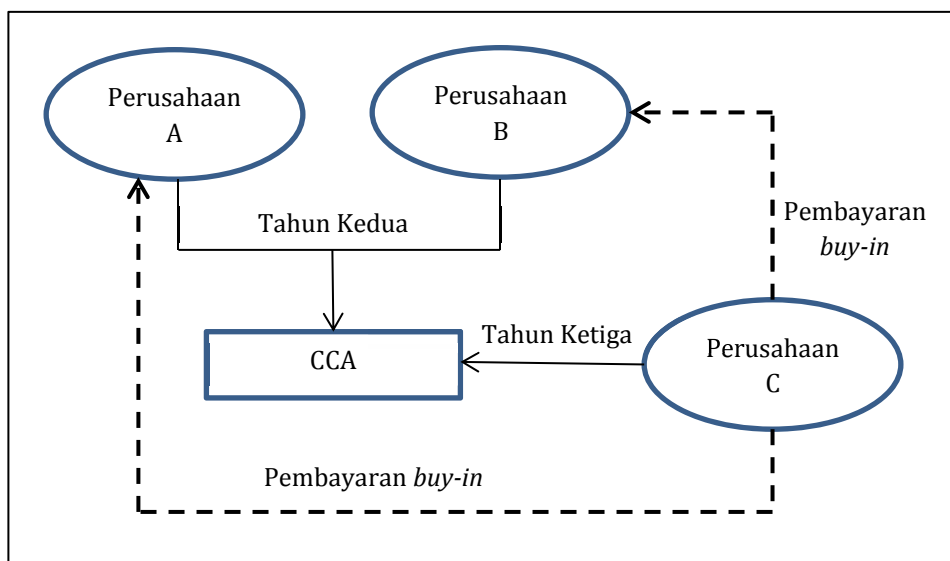 Perusahaan
A
Perusahaan
B
Tahun Kedua
Pembayaran
buy-in
CCA
Tahun Ketiga
Perusahaan
C
Pembayaran buy-in